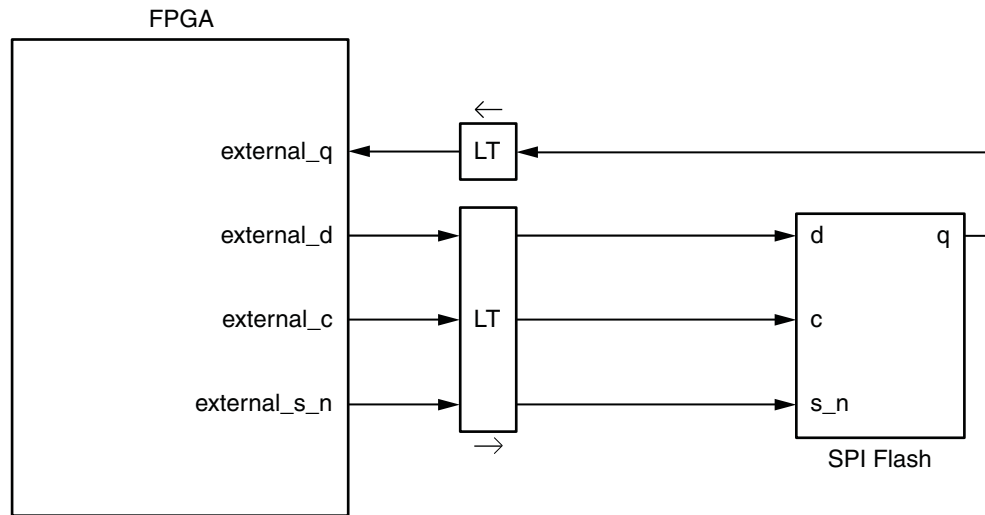 FPGA
external_q
LT
external_d
d
q
external_c
LT
c
external_s_n
s_n
SPI Flash